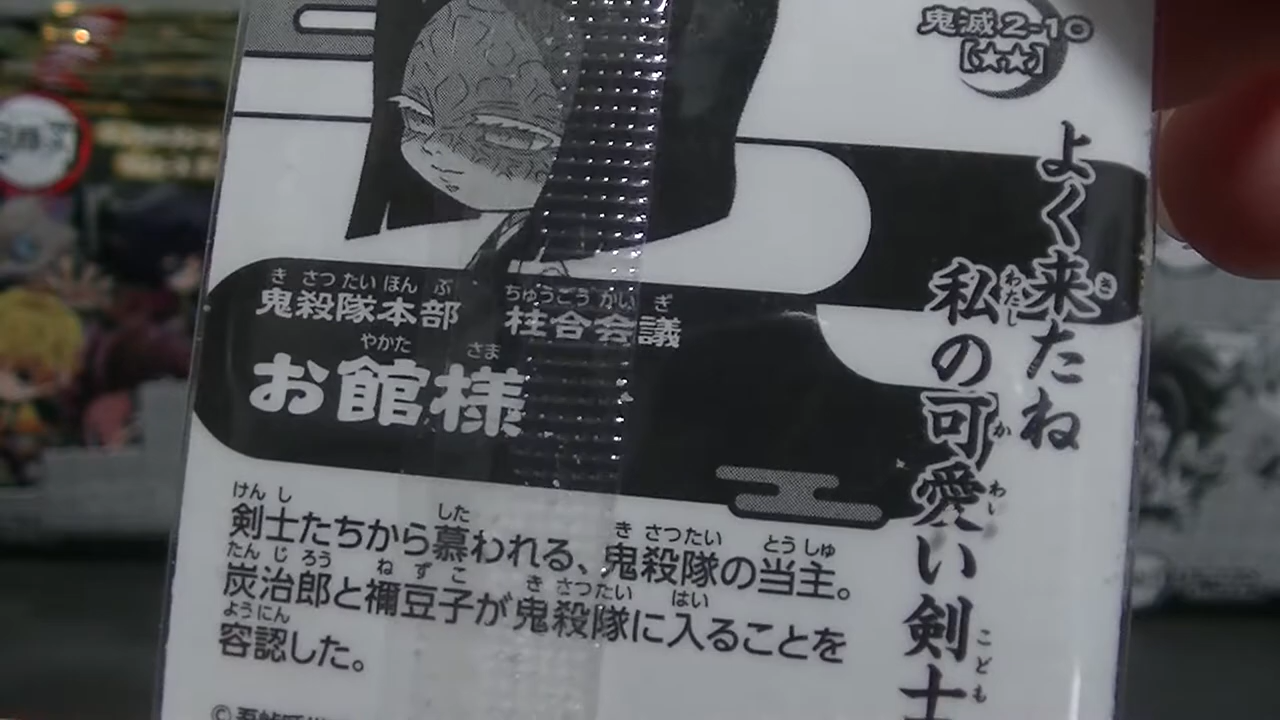 鬼滅2-10
【☆☆】
よく来たね
私の可愛い剣士
鬼殺隊本部 柱合会議
お館様
剣士たちから慕われる、鬼殺隊の当主。
炭治郎と禰豆子が鬼殺隊に入ることを
容認した。